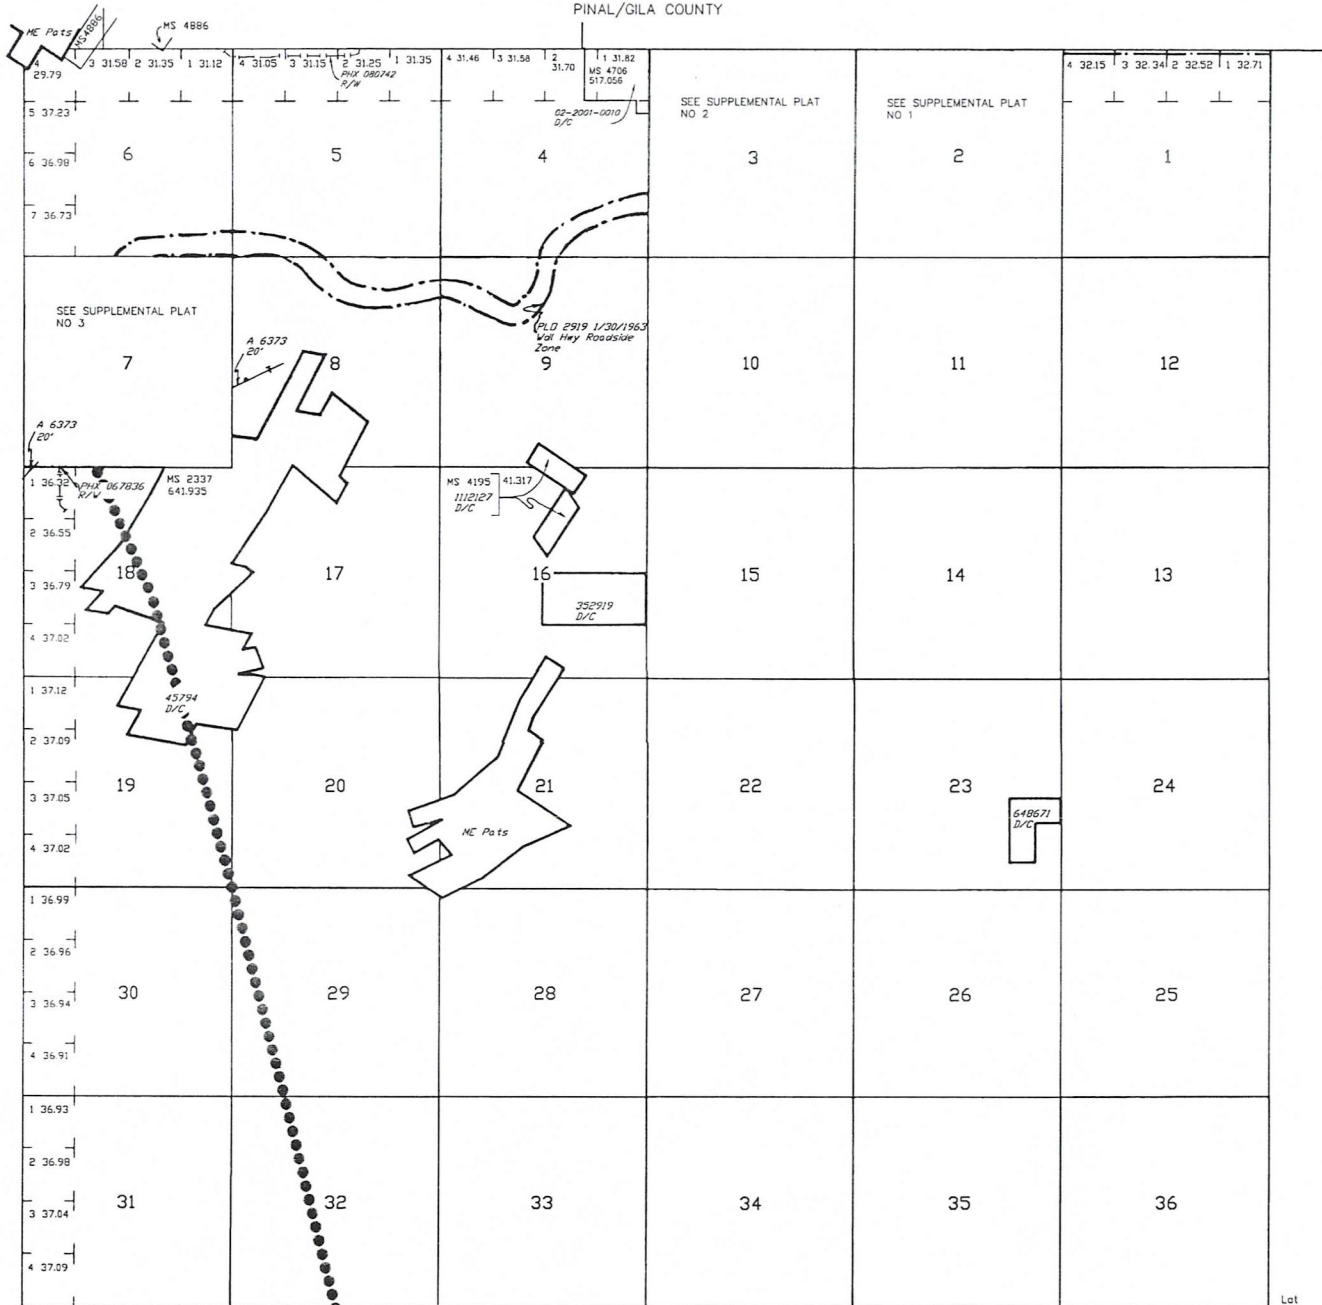 PINAL/GILA COUNTY
ME Pats
MS 4886
MS 4886
4
29.79
3 31.58
2 31.35
1 31.12
4 31.05
3 31.15
2 31.25
1 31.35
4 31.46
3 31.58
2
31.70
1 31.82
4 32.15
3 32.34
2 32.52
1 32.71
PHX 080742
R/W
MS 4706
517.056
02-2001-0010
D/C
SEE SUPPLEMENTAL PLAT
NO 2
SEE SUPPLEMENTAL PLAT
NO 1
5 37.23
6 36.98
7 36.73
6
5
4
3
2
1
SEE SUPPLEMENTAL PLAT
NO 3
PLO 2919 1/30/1963
Wdl Hwy Roadside
Zone
A 6373
20'
7
8
9
10
11
12
A 6373
20'
1 36.32
PHX 067836
R/W
MS 2337
641.935
MS 4195
41.317
1112127
D/C
2 36.55
3 36.79
4 37.02
18
17
16
15
14
13
352919
D/C
1 37.12
45794
D/C
2 37.09
3 37.05
4 37.02
19
20
21
22
23
24
ME Pats
648671
D/C
1 36.99
2 36.96
3 36.94
4 36.91
30
29
28
27
26
25
1 36.93
2 36.98
3 37.04
4 37.09
31
32
33
34
35
36
Lat